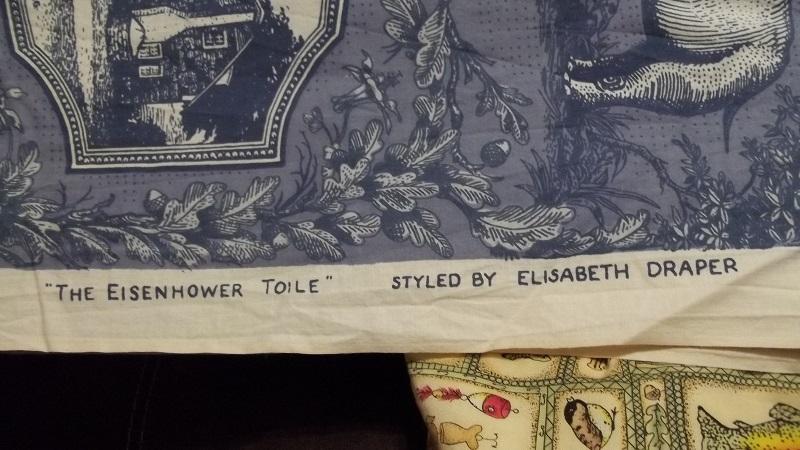 "THE EISENHOWER TOILE" STYLED BY ELISABETH DRAPER